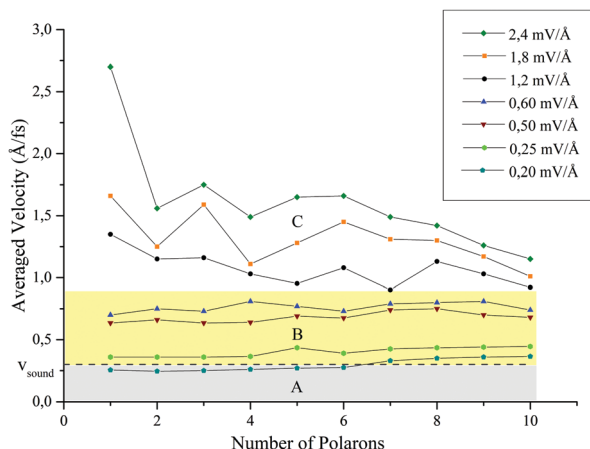 3,0
2,5
2,0
1,5
1,0
0,5
0,0
Averaged Velocity (Å/fs)
Vsound
2,4 mV/Å
1,8 mV/Å
1,2 mV/Å
0,60 mV/Å
0,50 mV/Å
0,25 mV/Å
0,20 mV/Å
C
B
A
0 2 4 6 8 10
Number of Polarons